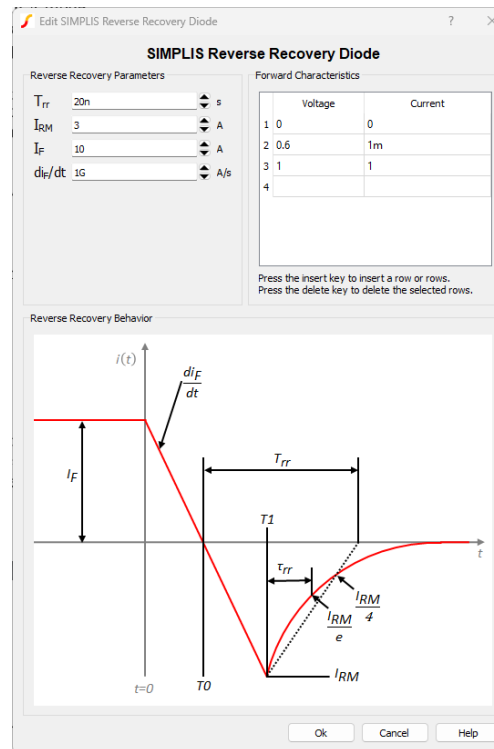 Edit SIMPLIS Reverse Recovery Diode ? ×
SIMPLIS Reverse Recovery Diode
Reverse Recovery Parameters
Trr 20n s
IRM 3 A
IF 10 A
diF/dt 1G A/s
Forward Characteristics
Voltage Current
1 0 0
2 0.6 1m
3 1 1
4
Press the insert key to insert a row or rows.
Press the delete key to delete the selected rows.
Reverse Recovery Behavior
i(t)
diF
dt
IF
Trr
T1
t
τrr
IRM
4
IRM
e
IRM
t=0
T0
Ok Cancel Help